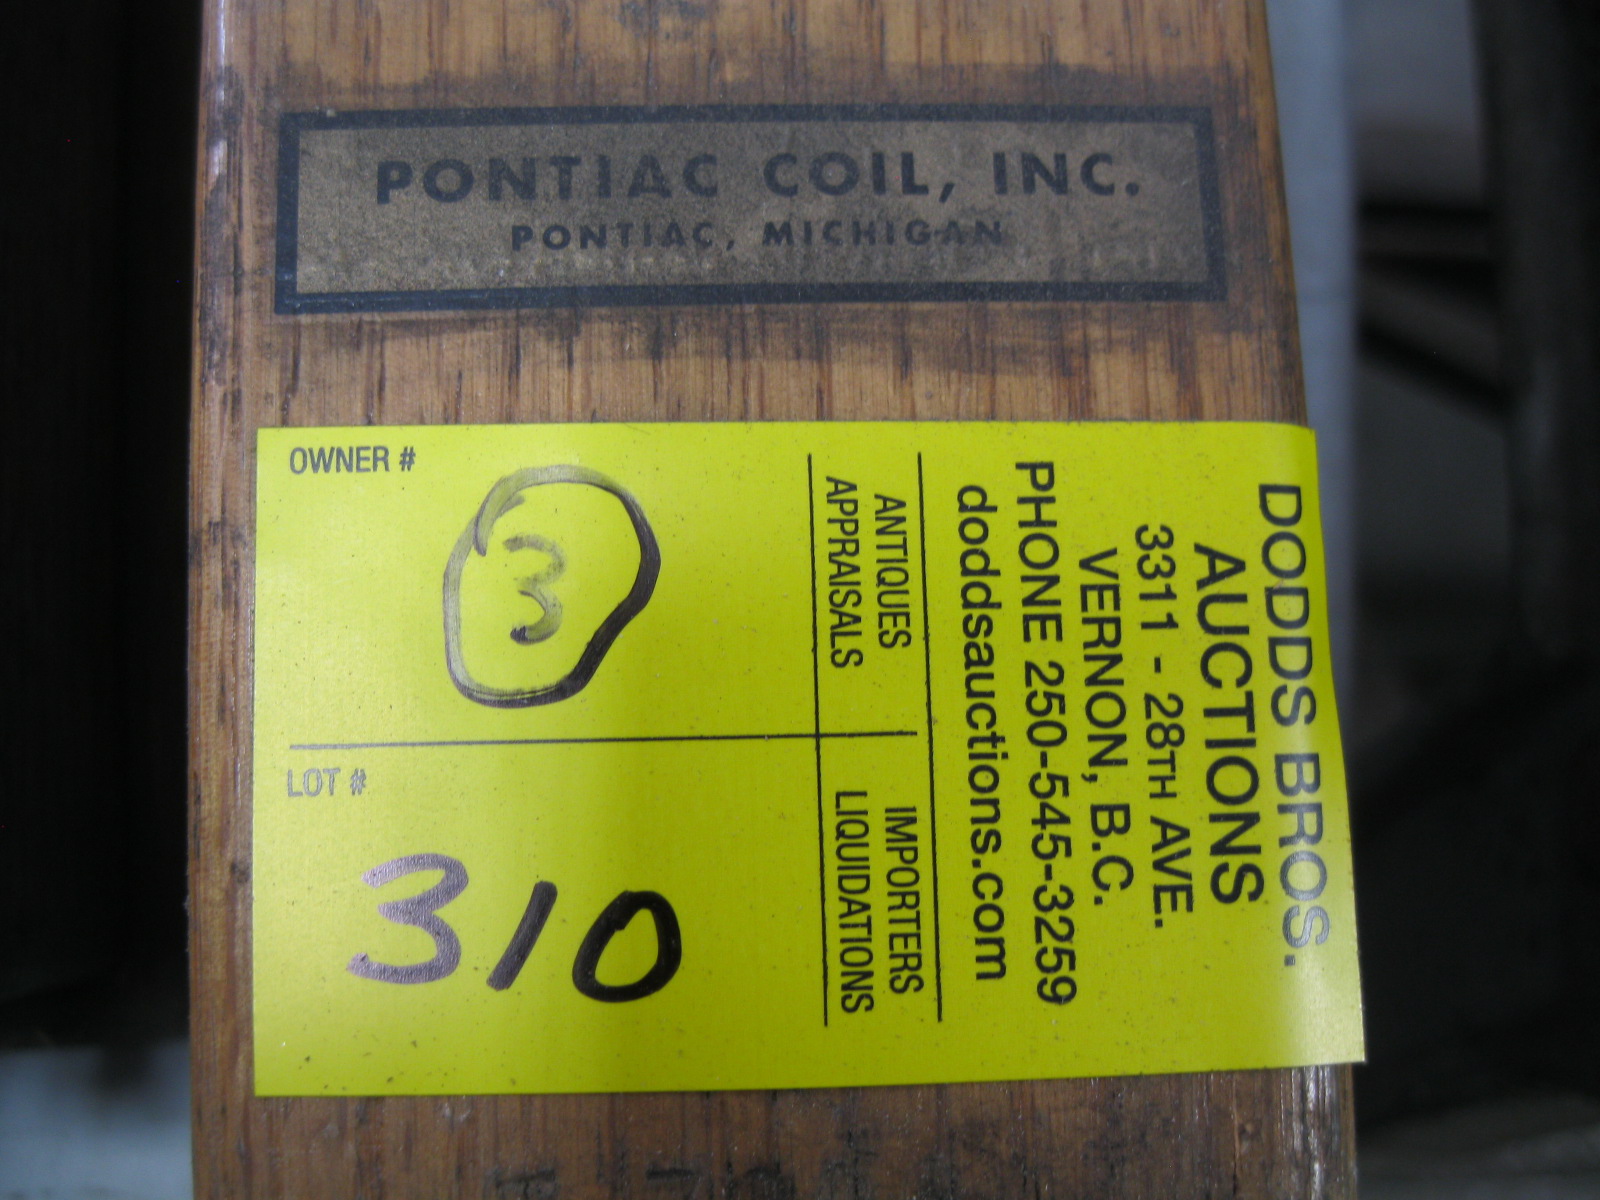 PONTIAC COIL, INC.
PONTIAC, MICHIGAN
OWNER #
3
LOT #
310
DODDS BROS.
AUCTIONS
3311 - 28TH AVE.
VERNON, B.C.
PHONE 250-545-3259
doddsauctions.com
ANTIQUES
APPRAISALS
IMPORTERS
LIQUIDATIONS